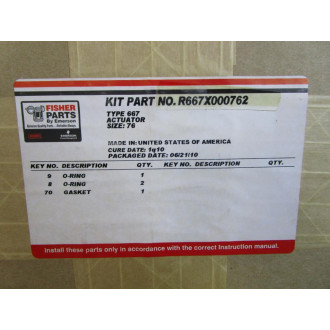 FISHER
PARTS
By Emerson
KIT PART NO. R667X000762
TYPE 667
ACTUATOR
SIZE: 76
MADE IN: UNITED STATES OF AMERICA
CURE DATE: 1q10
PACKAGED DATE: 06/21/10
KEY NO. DESCRIPTION QTY. KEY NO. DESCRIPTION QTY.
9 O-RING 1
8 O-RING 2
70 GASKET 1
Install these parts only in accordance with the correct instruction manual.